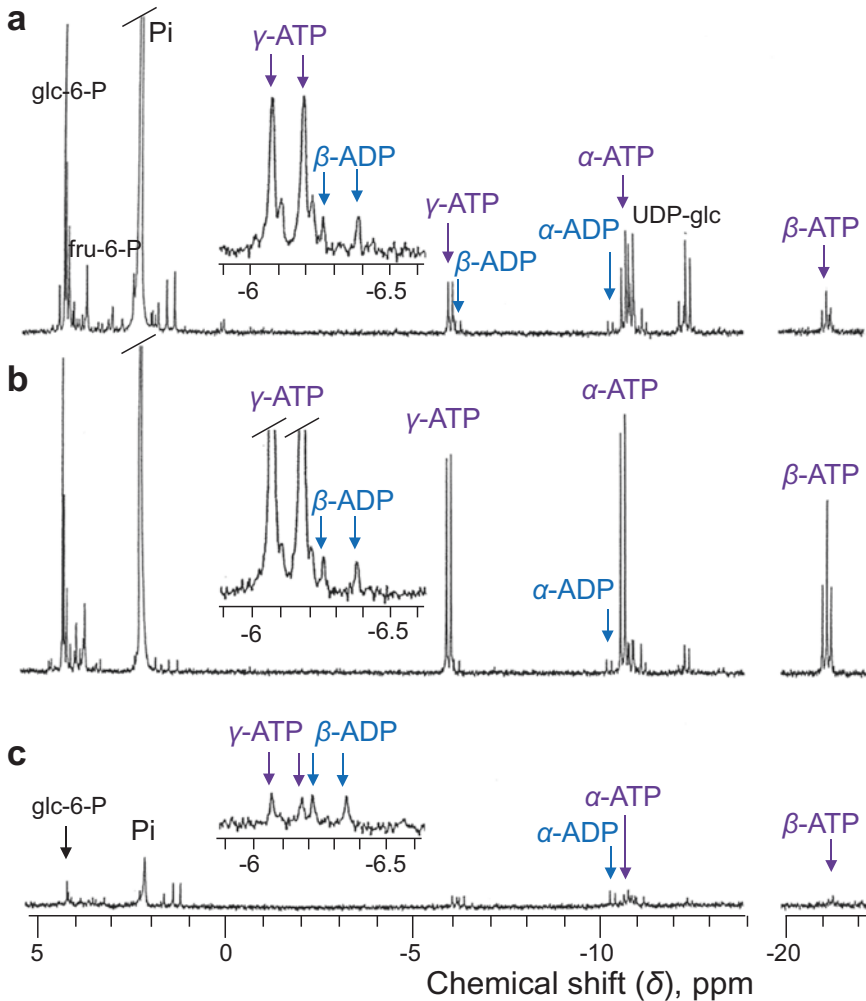 a
Pi
γ-ATP
glc-6-P
β-ADP
α-ATP
γ-ATP
UDP-glc
β-ATP
fru-6-P
β-ADP
α-ADP
-6
-6.5
b
γ-ATP
γ-ATP
α-ATP
β-ATP
β-ADP
α-ADP
-6
-6.5
c
γ-ATP
β-ADP
glc-6-P
Pi
α-ATP
α-ADP
β-ATP
-6
-6.5
5
0
-5
-10
-20
Chemical shift (δ), ppm